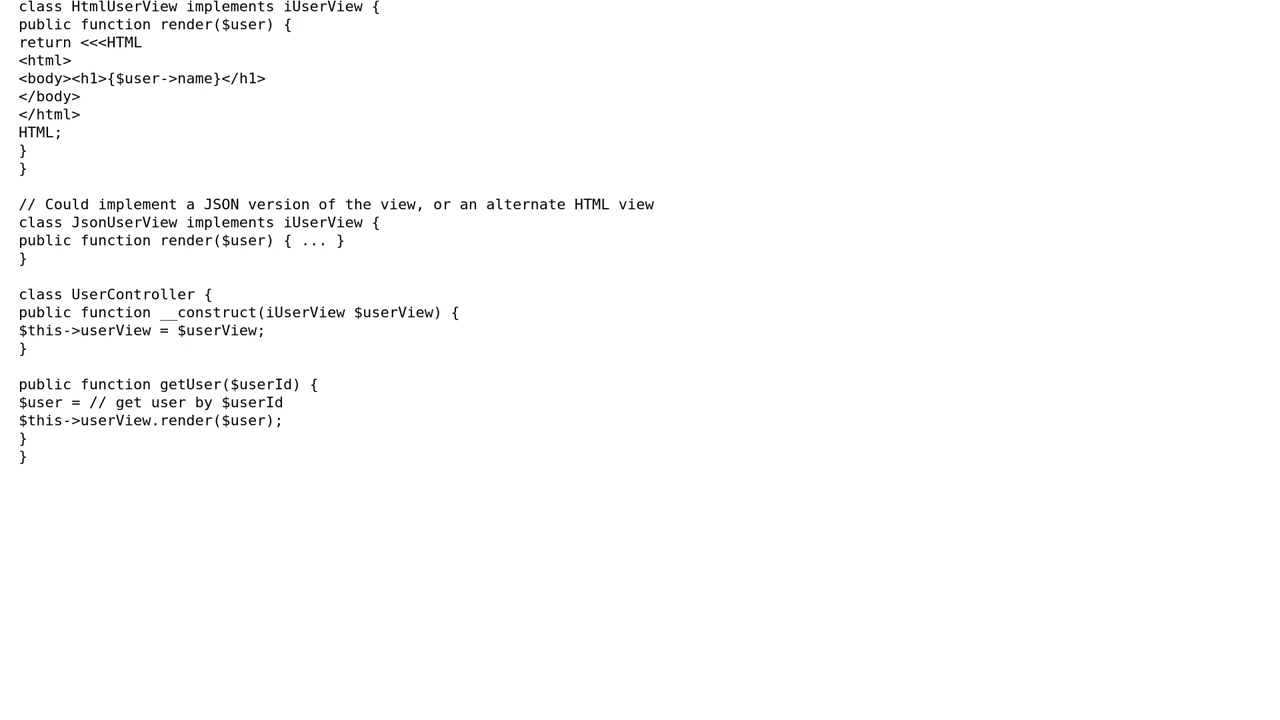 class HtmlUserView implements iUserView {
public function render($user) {
return <<<HTML
<html>
<body><h1>{$user->name}</h1>
</body>
</html>
HTML;
}
}

// Could implement a JSON version of the view, or an alternate HTML view
class JsonUserView implements iUserView {
public function render($user) { ... }
}

class UserController {
public function __construct(iUserView $userView) {
$this->userView = $userView;
}

public function getUser($userId) {
$user = // get user by $userId
$this->userView.render($user);
}
}